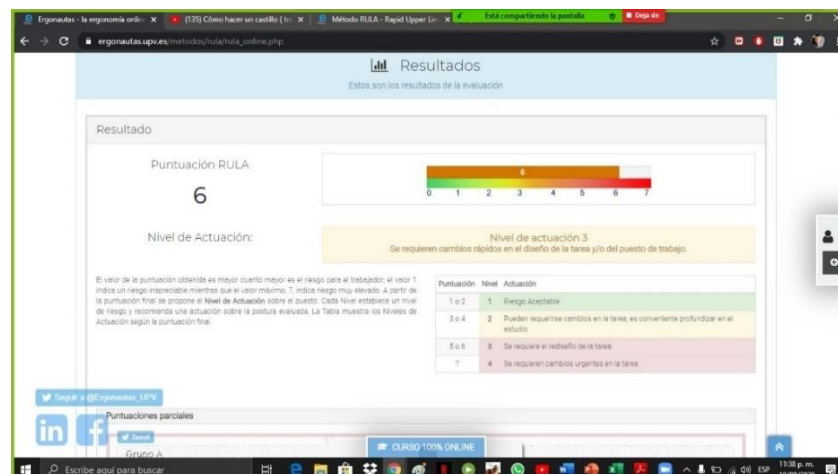 Ergonautas - la ergonomía onlin
(135) Cómo hacer un castillo ( tr
Método RULA - Rapid Upper Lim
Está compartiendo la pantalla
Deja de
ergonautas.upv.es/metodos/rula/rula_online.php
Resultados
Estos son los resultados de la evaluación
Resultado
Puntuación RULA
6
6
0 1 2 3 4 5 6 7
Nivel de Actuación:
Nivel de actuación 3
Se requieren cambios rápidos en el diseño de la tarea y/o del puesto de trabajo.
El valor de la puntuación obtenida es mayor cuanto mayor es el riesgo para el trabajador; el valor 1
indica un riesgo inapreciable mientras que el valor máximo, 7, indica riesgo muy elevado. A partir de
la puntuación final se propone el Nivel de Actuación sobre el puesto. Cada Nivel establece un nivel
de riesgo y recomienda una actuación sobre la postura evaluada. La Tabla muestra los Niveles de
Actuación según la puntuación final.
Puntuación Nivel Actuación
1 o 2 1 Riesgo Aceptable
3 o 4 2 Pueden requerirse cambios en la tarea; es conveniente profundizar en el
estudio
5 o 6 3 Se requiere el rediseño de la tarea
7 4 Se requieren cambios urgentes en la tarea
Seguir a @Ergonautas_UPV
Puntuaciones parciales
Tweet
Grupo A
CURSO 100% ONLINE
Escribe aquí para buscar
ESP
11:38 p. m.